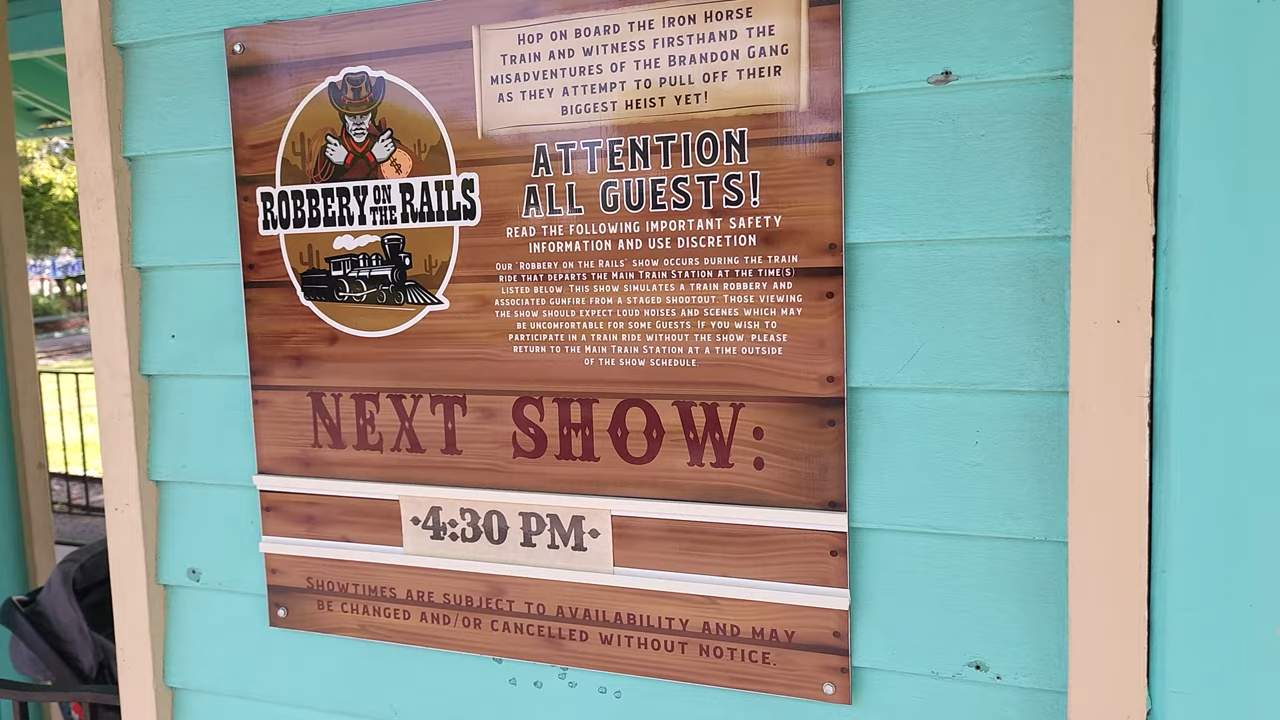 HOP ON BOARD THE IRON HORSE
TRAIN AND WITNESS FIRSTHAND THE
MISADVENTURES OF THE BRANDON GANG
AS THEY ATTEMPT TO PULL OFF THEIR
BIGGEST HEIST YET!
$
ROBBERY ON THE RAILS
ATTENTION
ALL GUESTS!
READ THE FOLLOWING IMPORTANT SAFETY
INFORMATION AND USE DISCRETION
OUR "ROBBERY ON THE RAILS" SHOW OCCURS DURING THE TRAIN
RIDE THAT DEPARTS THE MAIN TRAIN STATION AT THE TIME(S)
LISTED BELOW. THIS SHOW SIMULATES A TRAIN ROBBERY AND
ASSOCIATED GUNFIRE FROM A STAGED SHOOTOUT. THOSE VIEWING
THE SHOW SHOULD EXPECT LOUD NOISES AND SCENES WHICH MAY
BE UNCOMFORTABLE FOR SOME GUESTS. IF YOU WISH TO
PARTICIPATE IN A TRAIN RIDE WITHOUT THE SHOW, PLEASE
RETURN TO THE MAIN TRAIN STATION AT A TIME OUTSIDE
OF THE SHOW SCHEDULE.
NEXT SHOW:
·4:30 PM·
SHOWTIMES ARE SUBJECT TO AVAILABILITY AND MAY
BE CHANGED AND/OR CANCELLED WITHOUT NOTICE.